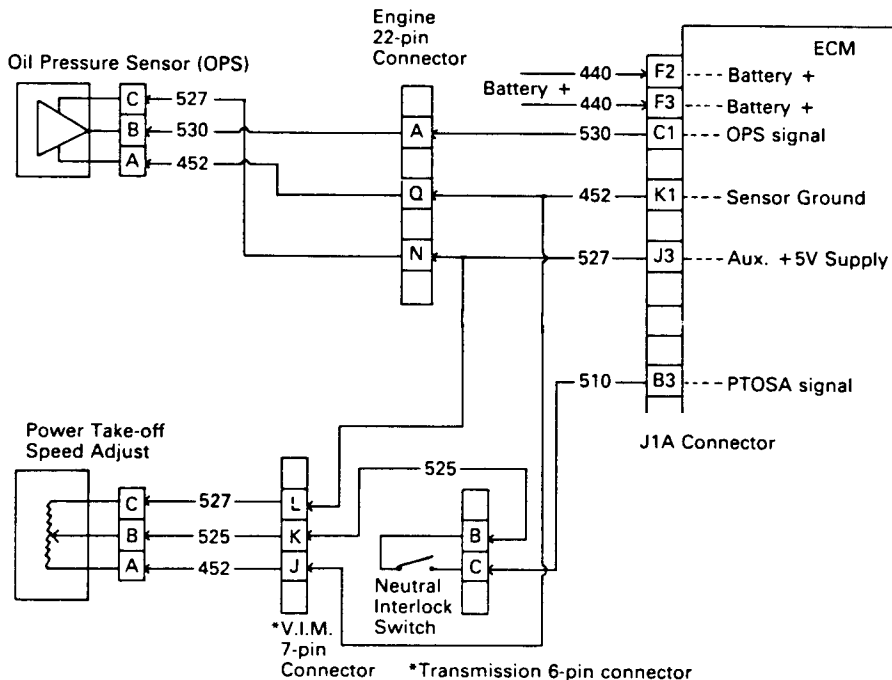 Engine
22-pin
Connector
ECM
Oil Pressure Sensor (OPS)
Battery +
440 F2 Battery +
440 F3 Battery +
C 527
B 530 A 530 C1 OPS signal
A 452
Q 452 K1 Sensor Ground
N 527 J3 Aux. +5V Supply
510 B3 PTOSA signal
Power Take-off
Speed Adjust
J1A Connector
525
C 527 L
B 525 K B
A 452 J C
Neutral
Interlock
Switch
*V.I.M.
7-pin
Connector
*Transmission 6-pin connector